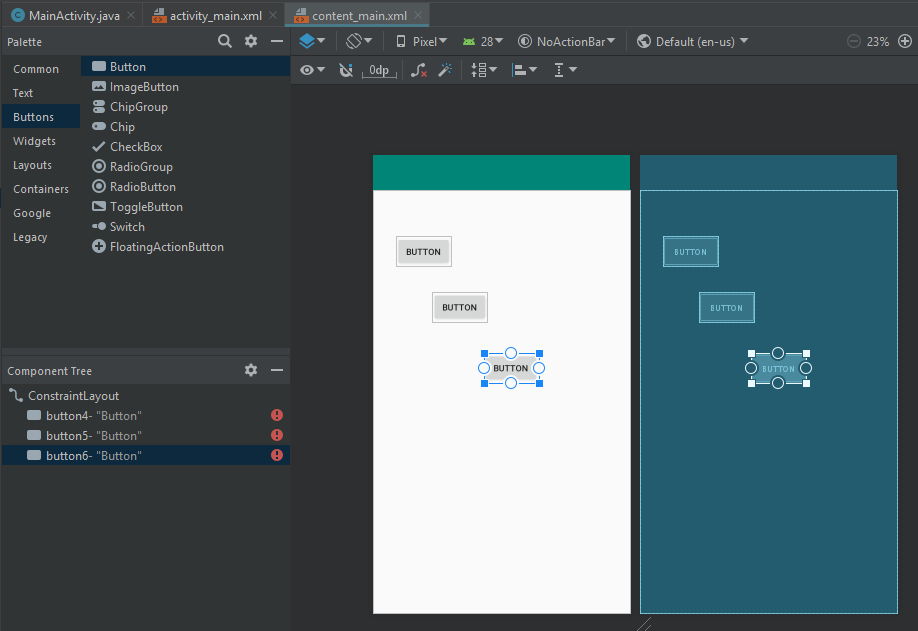 MainActivity.java activity_main.xml content_main.xml
Palette
Common
Text
Buttons
Widgets
Layouts
Containers
Google
Legacy
Button
ImageButton
ChipGroup
Chip
CheckBox
RadioGroup
RadioButton
ToggleButton
Switch
FloatingActionButton
Pixel 28 NoActionBar Default (en-us) 23%
0dp
BUTTON BUTTON
BUTTON BUTTON
BUTTON BUTTON
Component Tree
ConstraintLayout
button4- "Button"
button5- "Button"
button6- "Button"